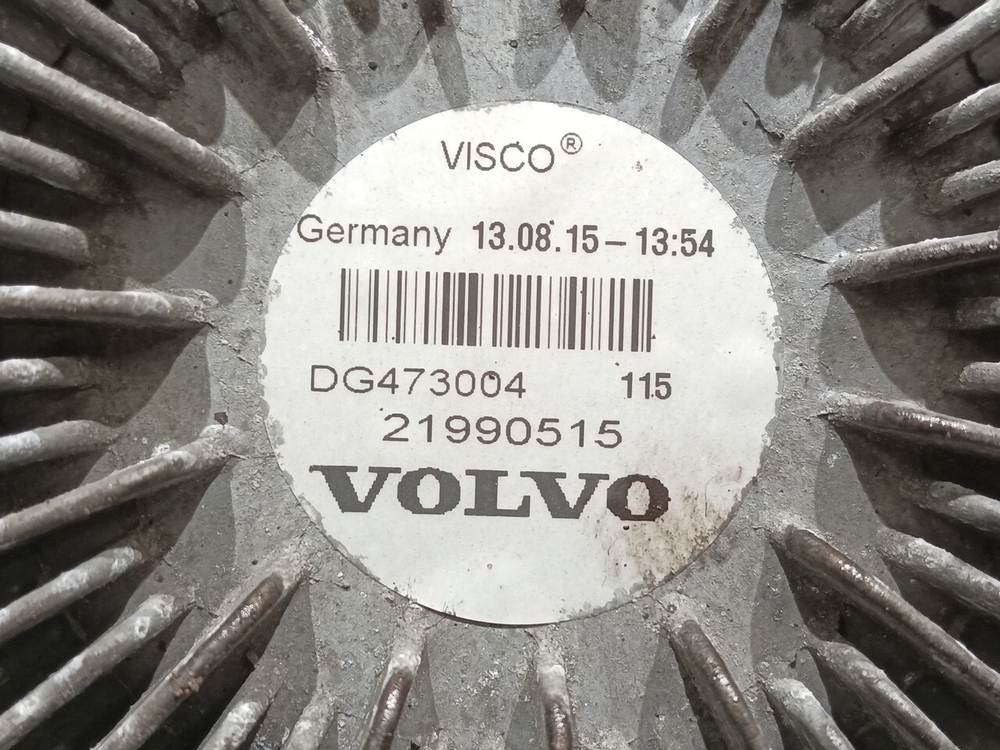 VISCO®
Germany 13.08.15 – 13:54
DG473004 115
21990515
VOLVO